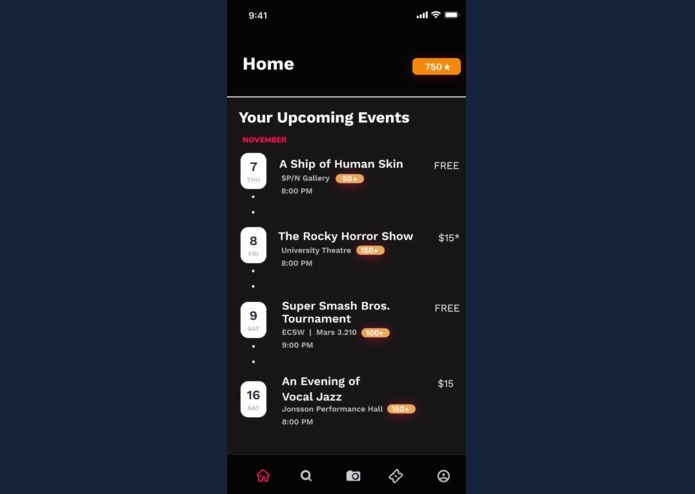 9:41
Home
750★
Your Upcoming Events
NOVEMBER
7
THU
A Ship of Human Skin
FREE
SP/N Gallery 50★
8:00 PM
8
FRI
The Rocky Horror Show
$15*
University Theatre 150★
8:00 PM
9
SAT
Super Smash Bros.
Tournament
FREE
ECSW | Mars 3.210 100★
9:00 PM
16
SAT
An Evening of
Vocal Jazz
$15
Jonsson Performance Hall 150★
8:00 PM